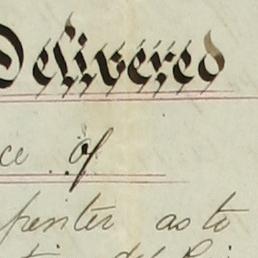 Delivered
ce of
penter as to